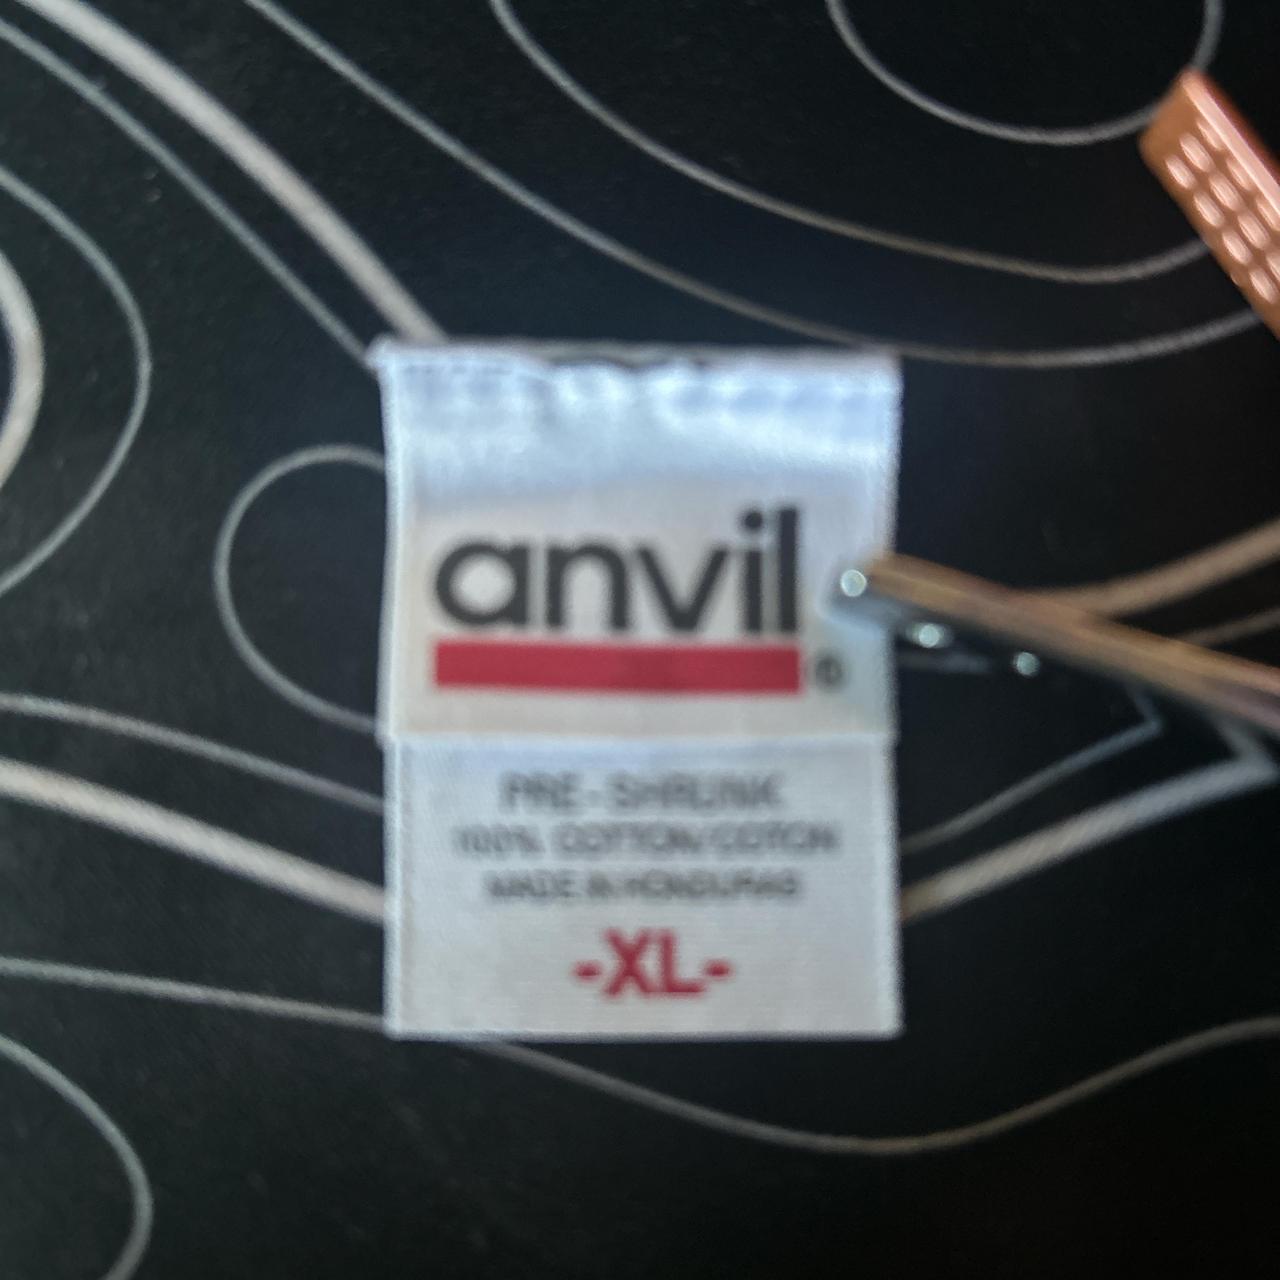 anvil
®
PRE-SHRUNK
100% COTTON/COTON
MADE IN HONDURAS
-XL-